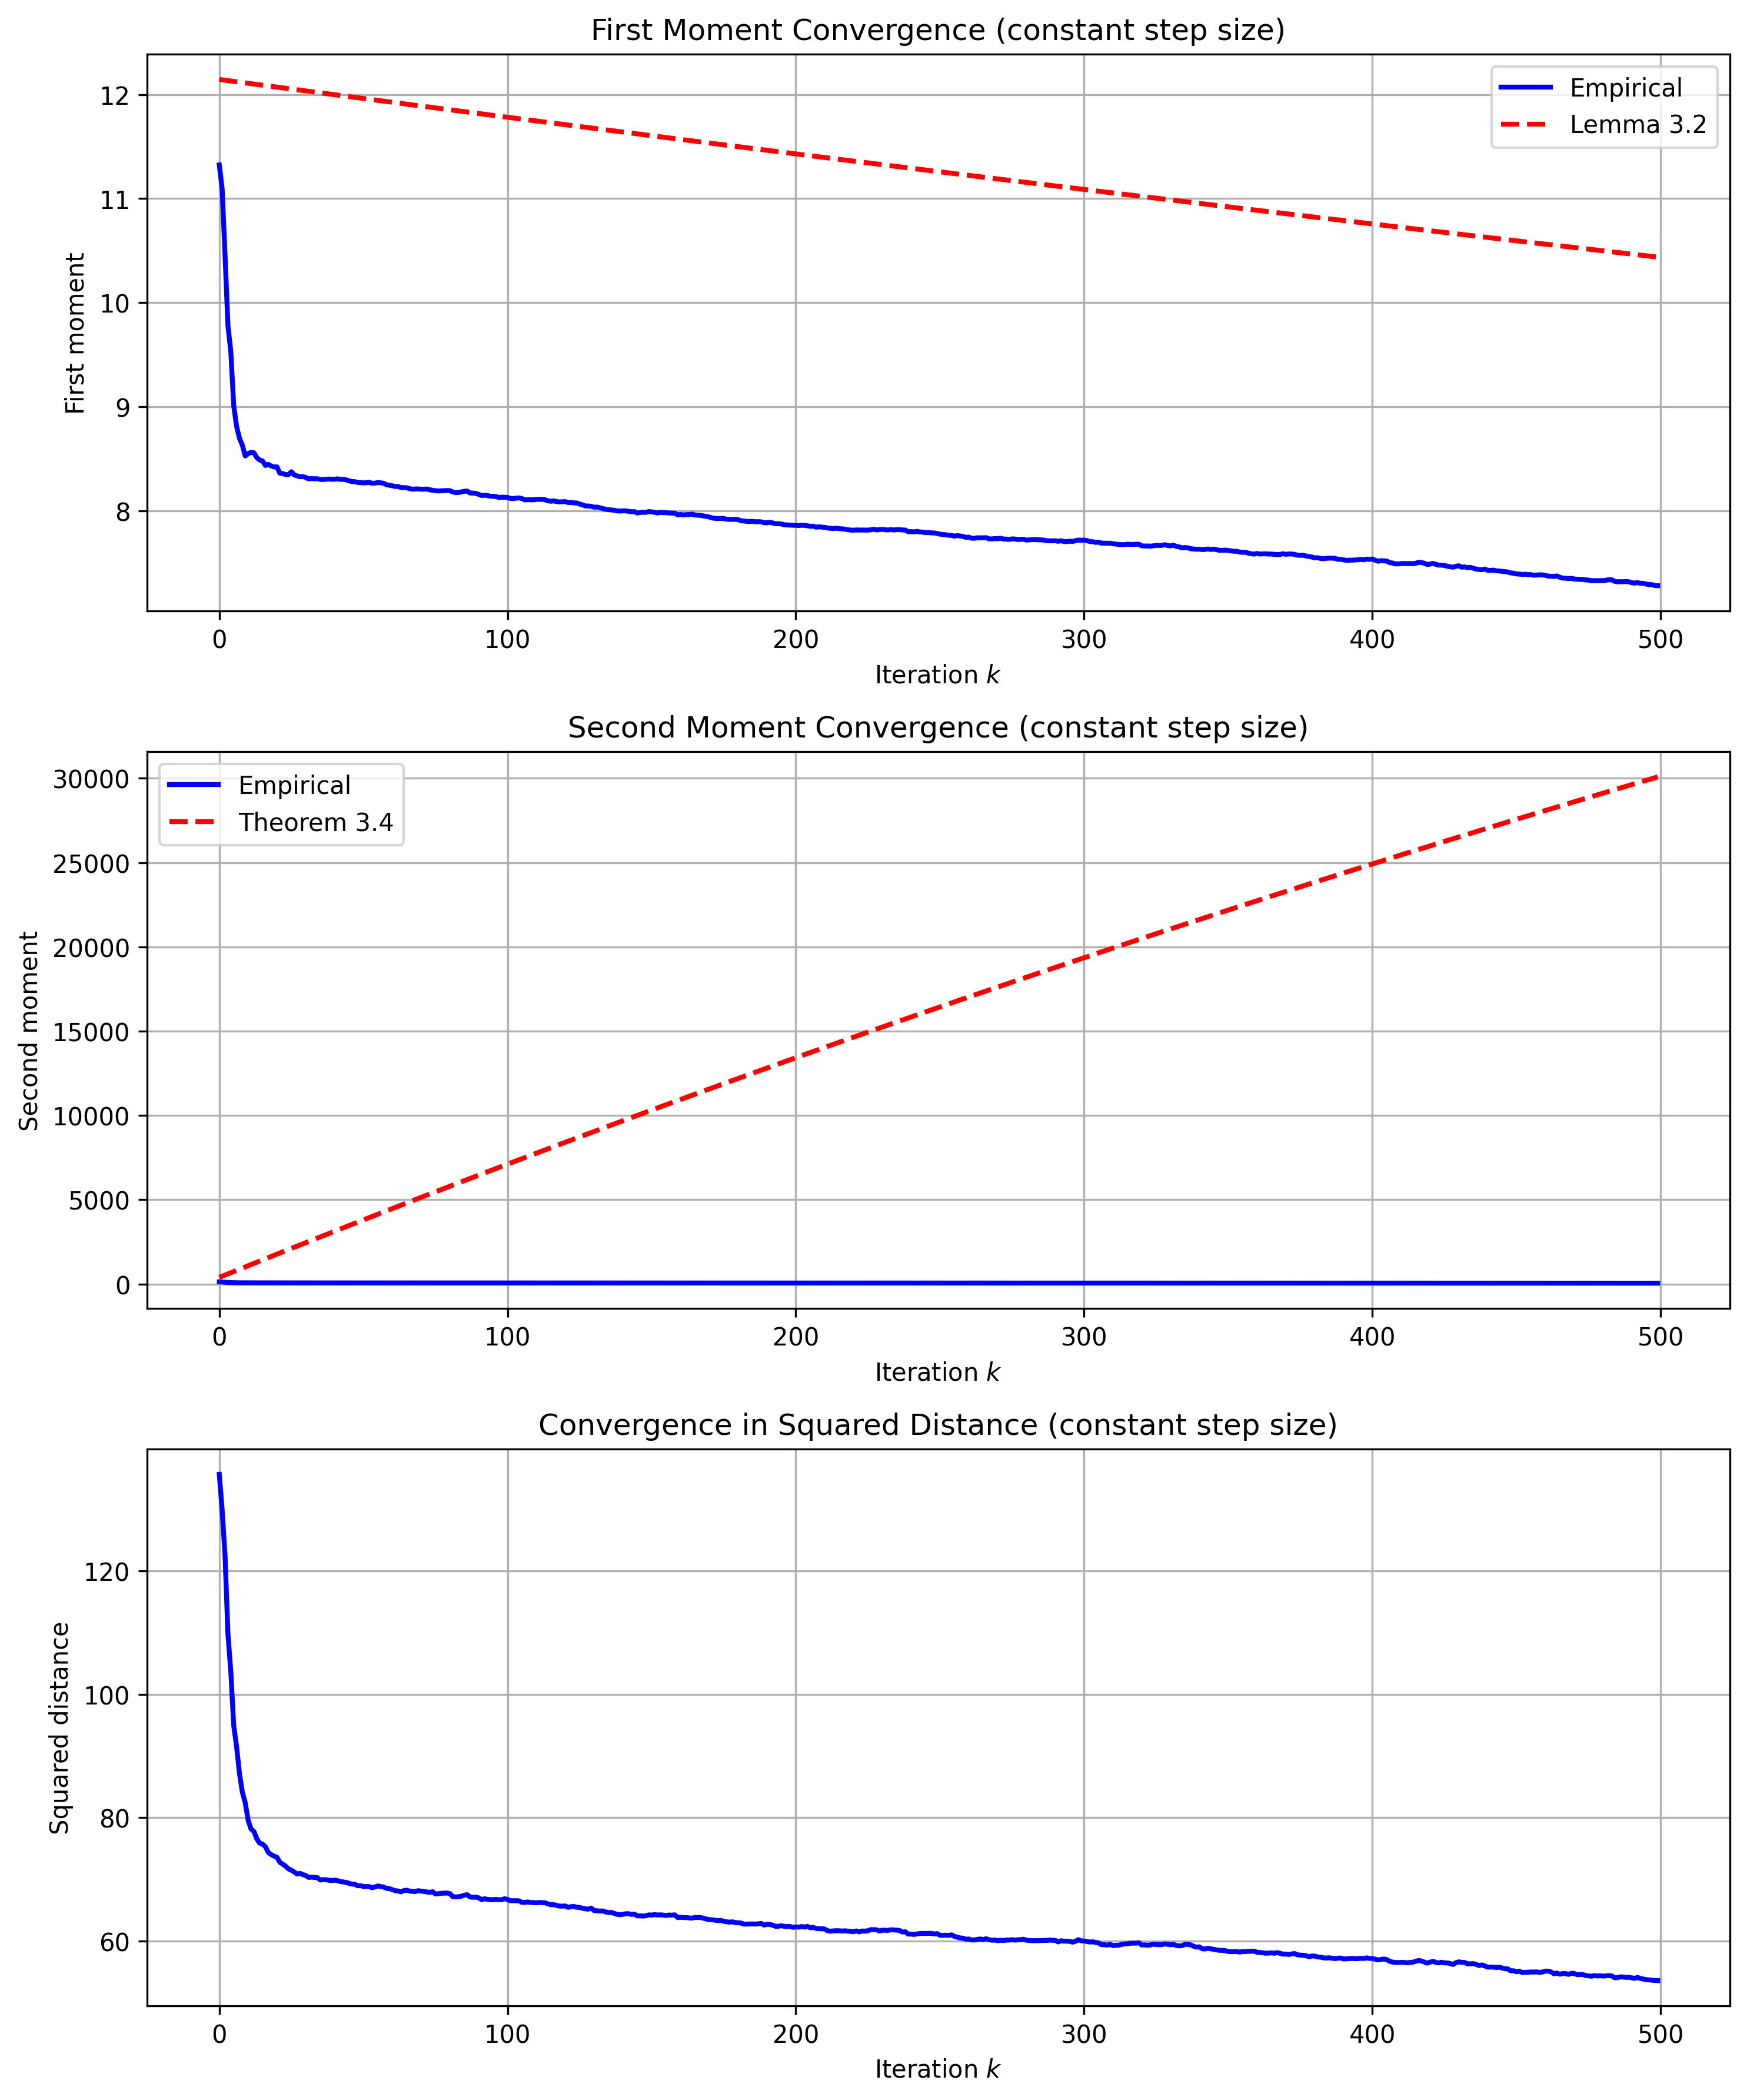 First Moment Convergence (constant step size)
First moment
12
11
10
9
8
Empirical
Lemma 3.2
0 100 200 300 400 500
Iteration k
Second Moment Convergence (constant step size)
Second moment
30000
25000
20000
15000
10000
5000
0
Empirical
Theorem 3.4
0 100 200 300 400 500
Iteration k
Convergence in Squared Distance (constant step size)
Squared distance
120
100
80
60
0 100 200 300 400 500
Iteration k